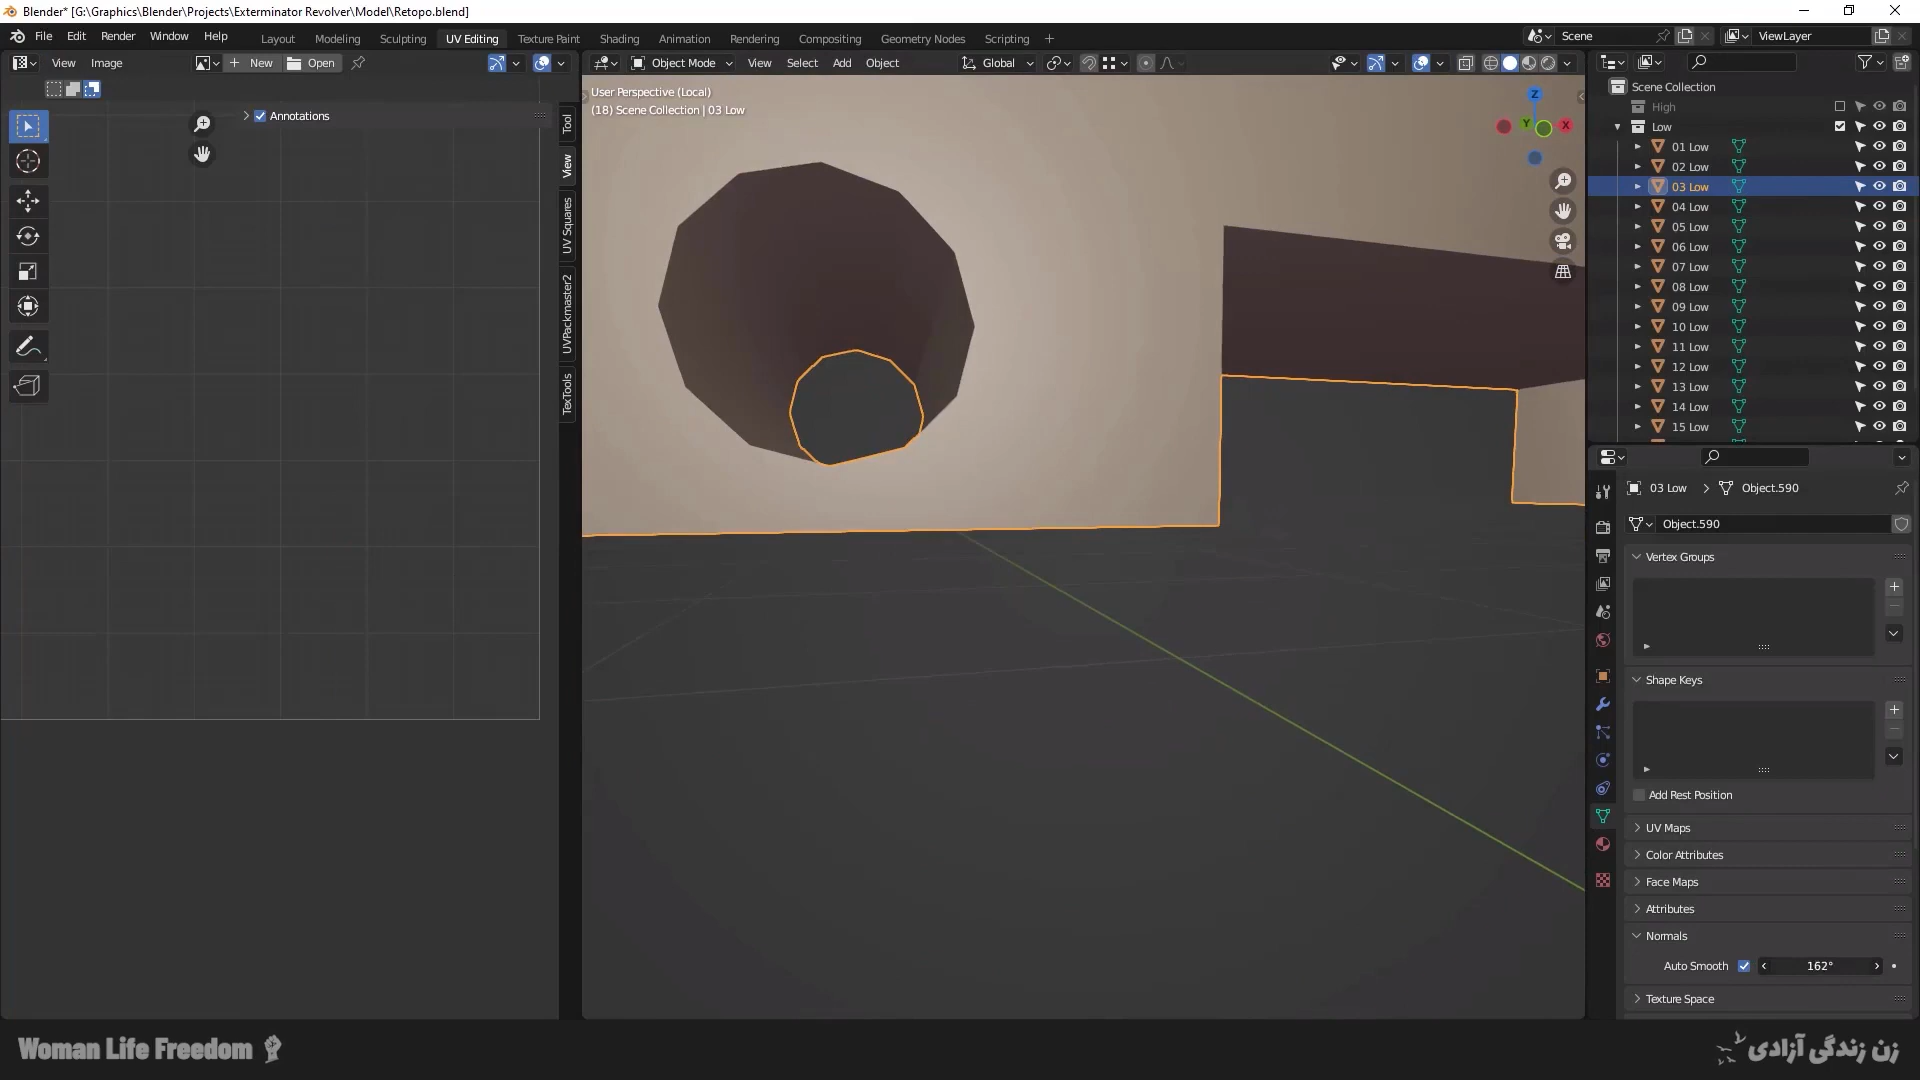 Blender* [G:\Graphics\Blender\Projects\Exterminator Revolver\Model\Retopo.blend]
File Edit Render Window Help Layout Modeling Sculpting UV Editing Texture Paint Shading Animation Rendering Compositing Geometry Nodes Scripting + Scene ViewLayer
View Image New Open Object Mode View Select Add Object Global
Annotations
Tool
View
UV Squares
UVPackmaster2
TexTools
User Perspective (Local)
(18) Scene Collection | 03 Low
Z
Y
X
Scene Collection
High
Low
01 Low
02 Low
03 Low
04 Low
05 Low
06 Low
07 Low
08 Low
09 Low
10 Low
11 Low
12 Low
13 Low
14 Low
15 Low
03 Low > Object.590
Object.590
Vertex Groups
Shape Keys
Add Rest Position
UV Maps
Color Attributes
Face Maps
Attributes
Normals
Auto Smooth 162°
Texture Space
Woman Life Freedom
زن زندگی آزادی